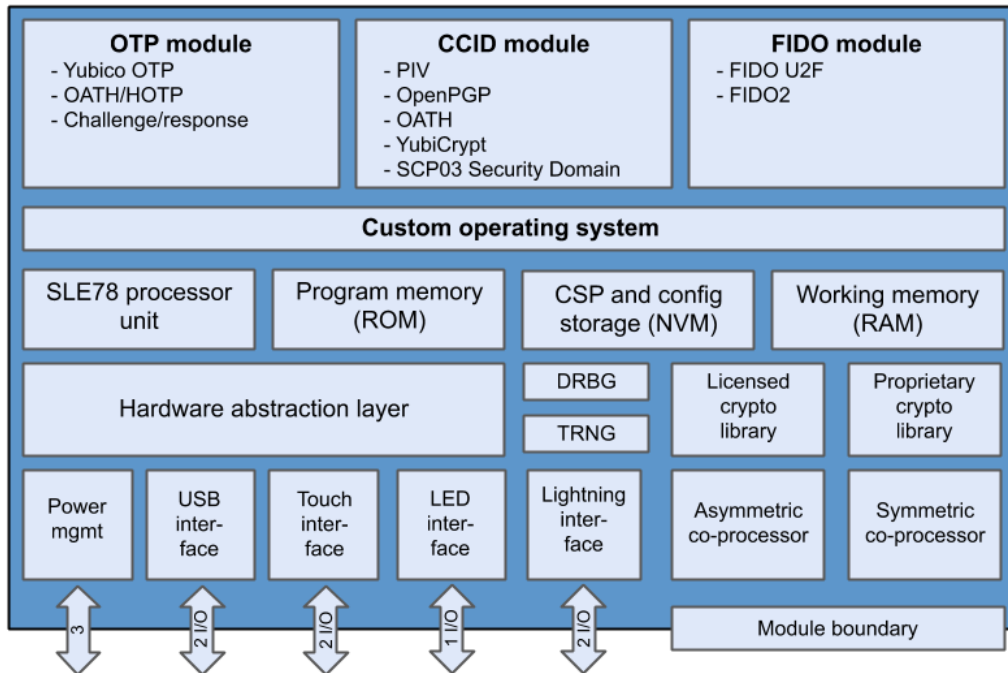 OTP module
- Yubico OTP
- OATH/HOTP
- Challenge/response
CCID module
- PIV
- OpenPGP
- OATH
- YubiCrypt
- SCP03 Security Domain
FIDO module
- FIDO U2F
- FIDO2
Custom operating system
SLE78 processor
unit
Program memory
(ROM)
CSP and config
storage (NVM)
Working memory
(RAM)
Hardware abstraction layer
DRBG
TRNG
Licensed
crypto
library
Proprietary
crypto
library
Power
mgmt
USB
inter-
face
Touch
inter-
face
LED
inter-
face
Lightning
inter-
face
Asymmetric
co-processor
Symmetric
co-processor
3
2 I/O
2 I/O
1 I/O
2 I/O
Module boundary